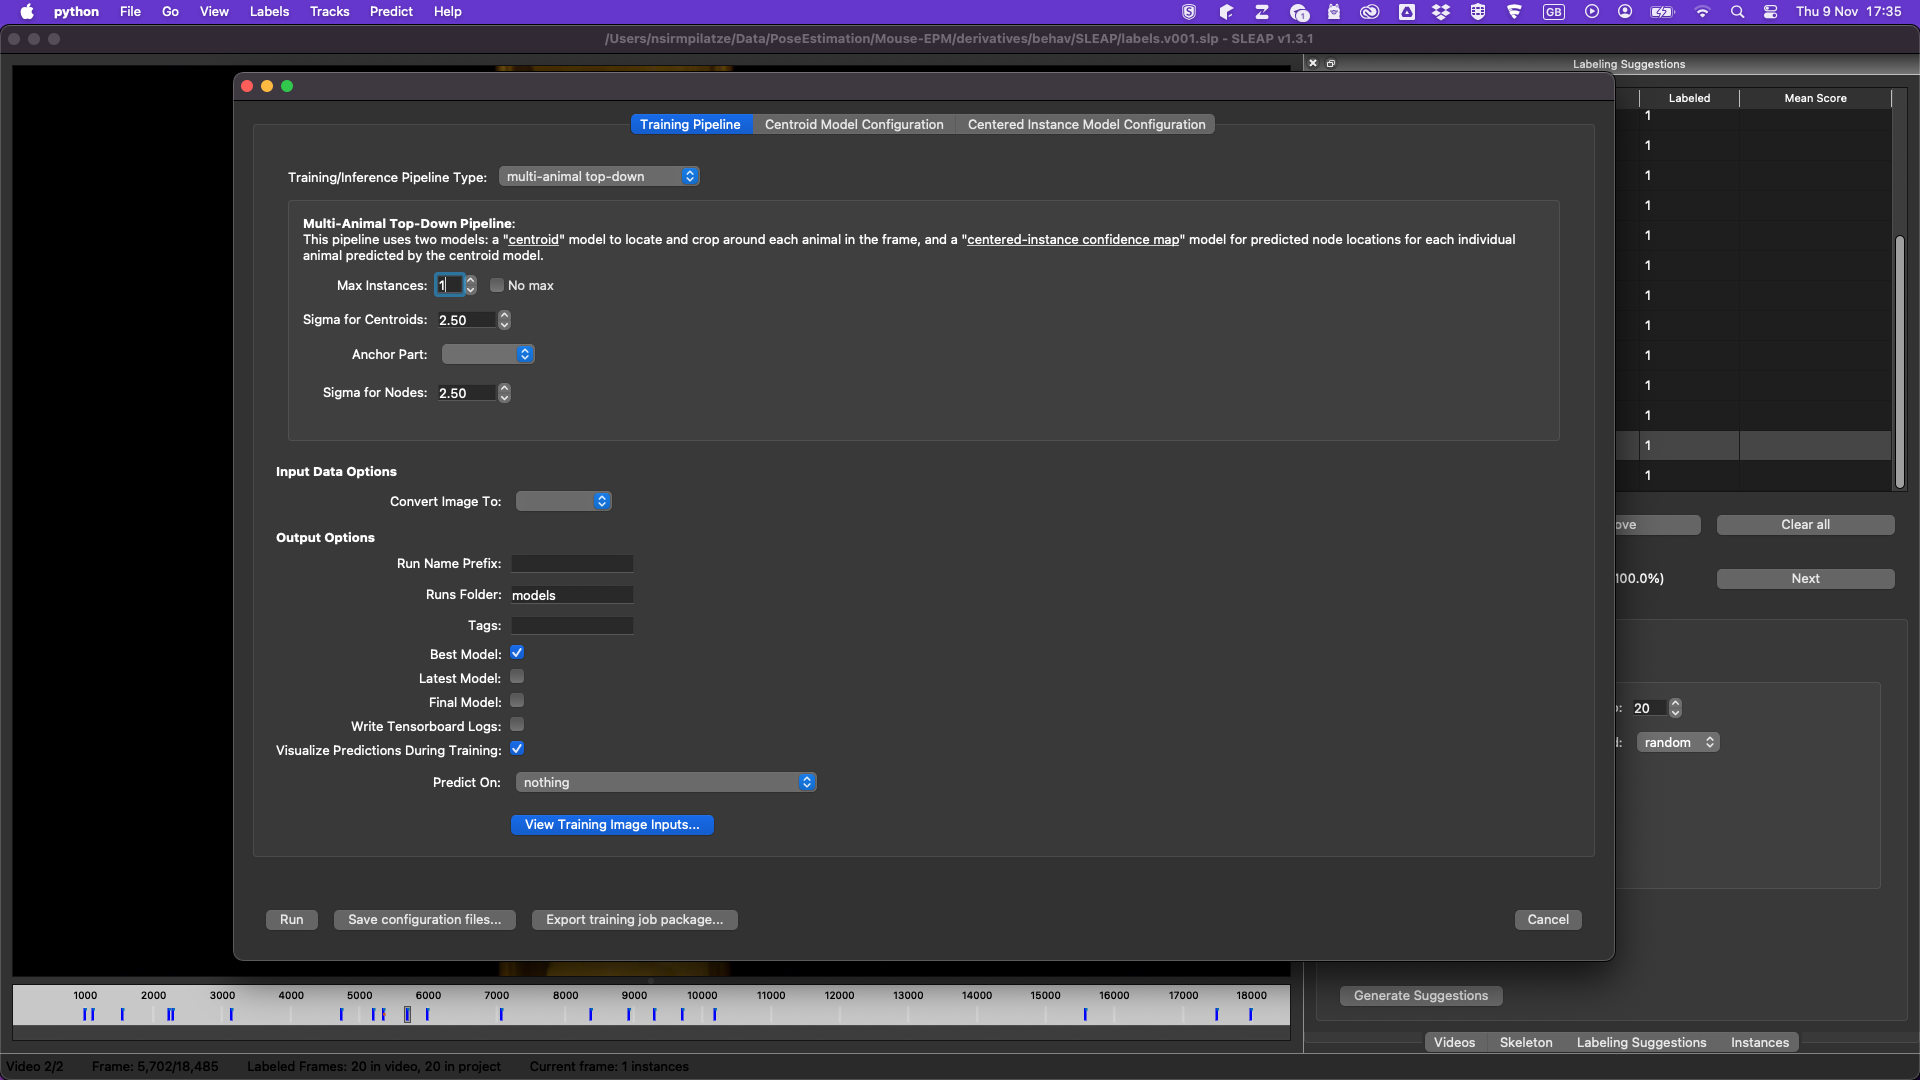 python File Go View Labels Tracks Predict Help GB Thu 9 Nov 17:35
/Users/nsirmpilatze/Data/PoseEstimation/Mouse-EPM/derivatives/behav/SLEAP/labels.v001.slp - SLEAP v1.3.1
Labeling Suggestions
Labeled Mean Score
1
1
1
1
1
1
1
1
1
1
1
1
1
ove Clear all
100.0%) Next
20
random
Generate Suggestions
Videos Skeleton Labeling Suggestions Instances
Training Pipeline Centroid Model Configuration Centered Instance Model Configuration
Training/Inference Pipeline Type: multi-animal top-down
Multi-Animal Top-Down Pipeline:
This pipeline uses two models: a "centroid" model to locate and crop around each animal in the frame, and a "centered-instance confidence map" model for predicted node locations for each individual
animal predicted by the centroid model.
Max Instances: 1 No max
Sigma for Centroids: 2.50
Anchor Part:
Sigma for Nodes: 2.50
Input Data Options
Convert Image To:
Output Options
Run Name Prefix:
Runs Folder: models
Tags:
Best Model:
Latest Model:
Final Model:
Write Tensorboard Logs:
Visualize Predictions During Training:
Predict On: nothing
View Training Image Inputs...
Run Save configuration files... Export training job package... Cancel
1000 2000 3000 4000 5000 6000 7000 8000 9000 10000 11000 12000 13000 14000 15000 16000 17000 18000
Video 2/2 Frame: 5,702/18,485 Labeled Frames: 20 in video, 20 in project Current frame: 1 instances